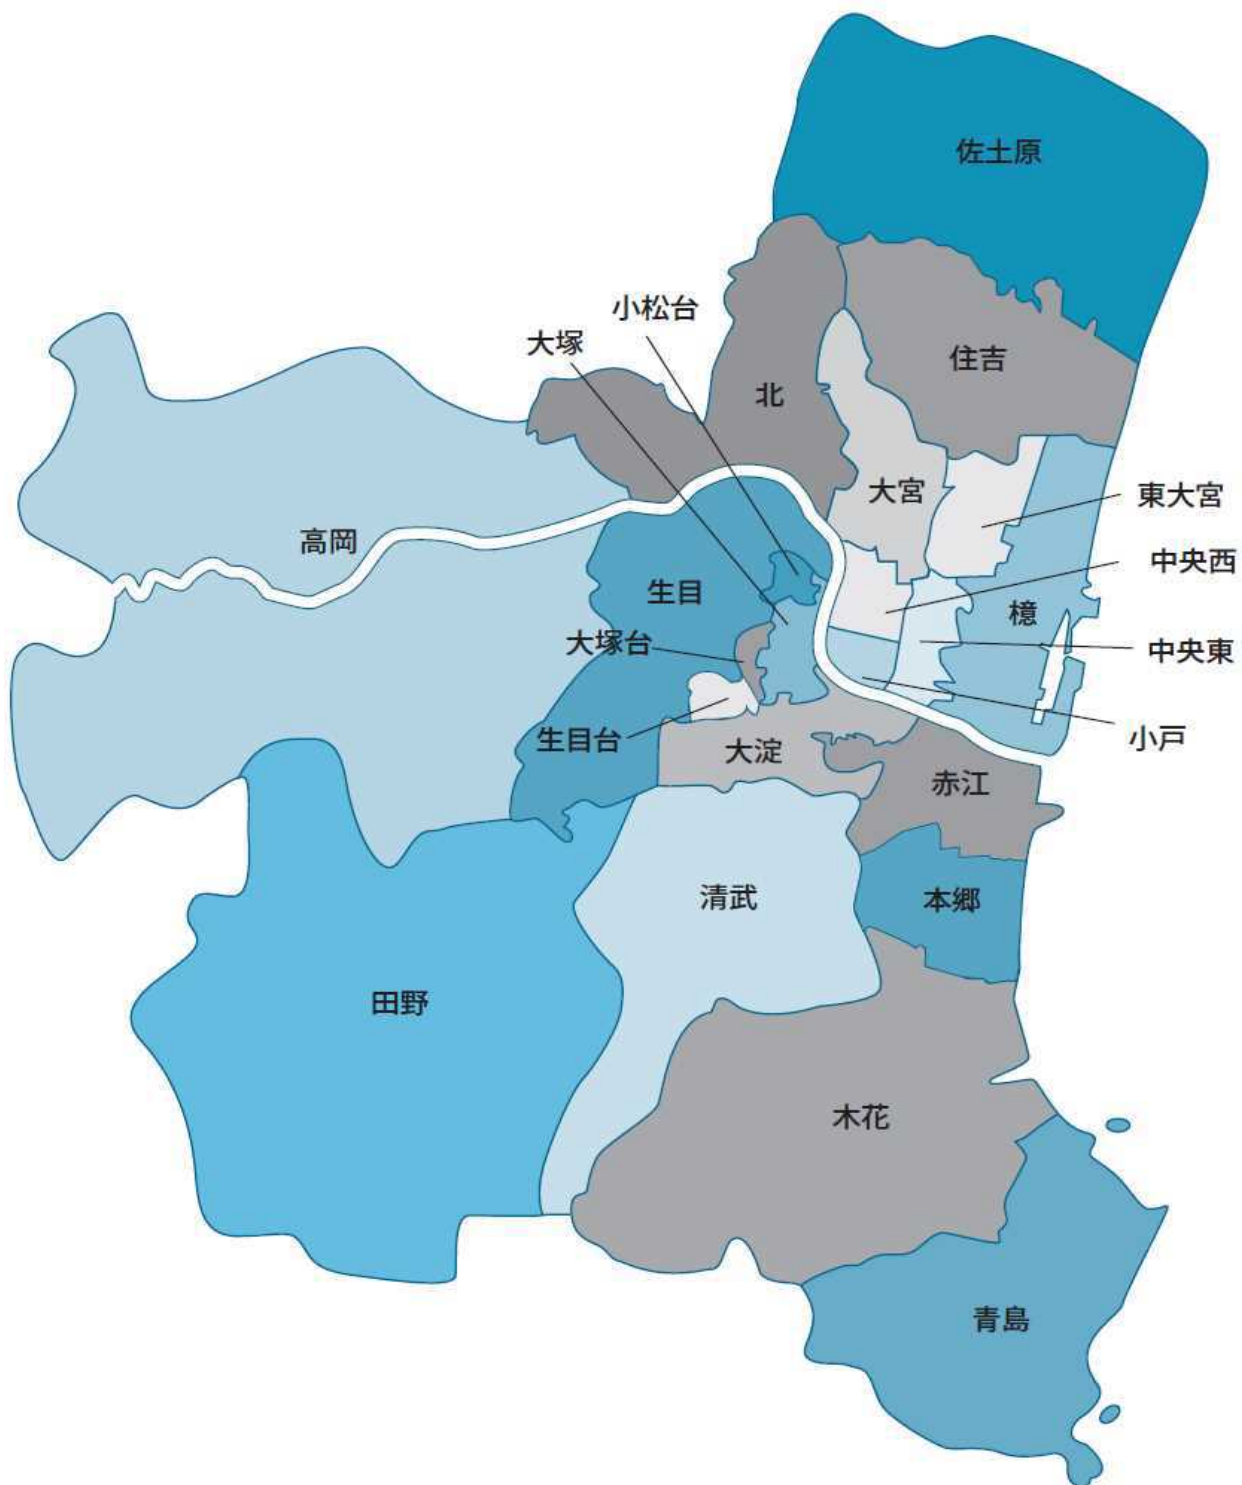 佐土原
小松台
大塚
住吉
北
大宮
東大宮
高岡
中央西
生目
檍
大塚台
中央東
小戸
生目台
大淀
赤江
清武
本郷
田野
木花
青島